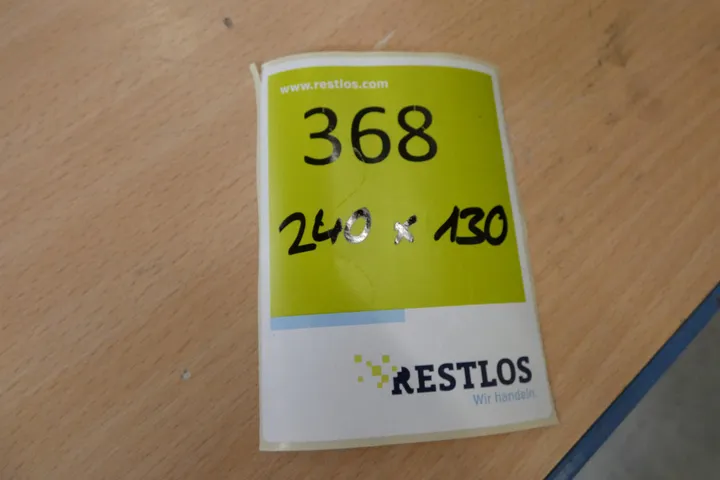 www.restlos.com
368
240 x 130
RESTLOS
Wir handeln.